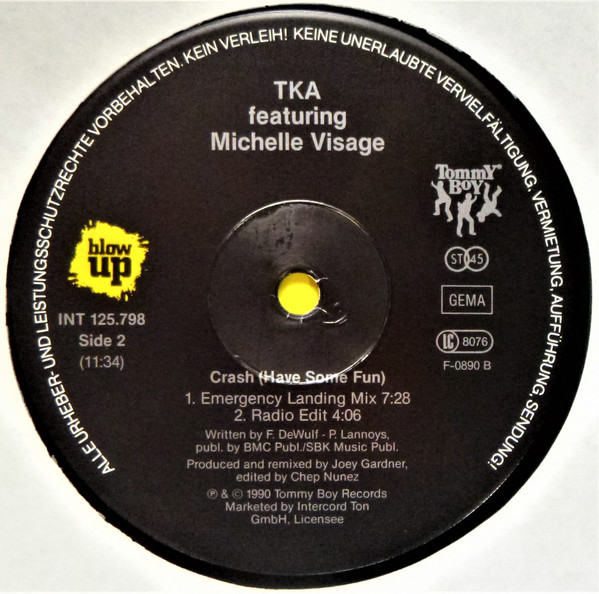 ALLE URHEBER- UND LEISTUNGSSCHUTZRECHTE VORBEHALTEN. KEIN VERLEIH! KEINE UNERLAUBTE VERVIELFÄLTIGUNG, VERMIETUNG, AUFFÜHRUNG, SENDUNG!
TKA
featuring
Michelle Visage
Tommy
Boy
blow
up
ST 45
INT 125.798
GEMA
Side 2
LC 8076
(11:34)
F-0890 B
Crash (Have Some Fun)
1. Emergency Landing Mix 7:28
2. Radio Edit 4:06
Written by F. DeWulf - P. Lannoys,
publ. by BMC Publ./SBK Music Publ.
Produced and remixed by Joey Gardner,
edited by Chep Nunez
℗ & © 1990 Tommy Boy Records
Marketed by Intercord Ton
GmbH, Licensee